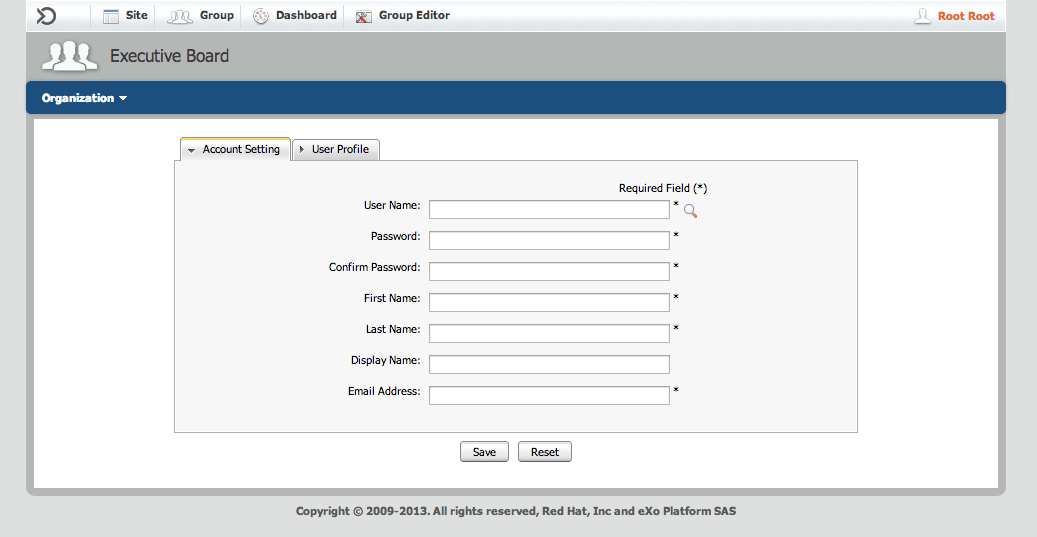 Site Group Dashboard Group Editor Root Root
Executive Board
Organization
Account Setting User Profile
Required Field (*)
User Name: *
Password: *
Confirm Password: *
First Name: *
Last Name: *
Display Name:
Email Address: *
Save Reset
Copyright © 2009-2013. All rights reserved, Red Hat, Inc and eXo Platform SAS